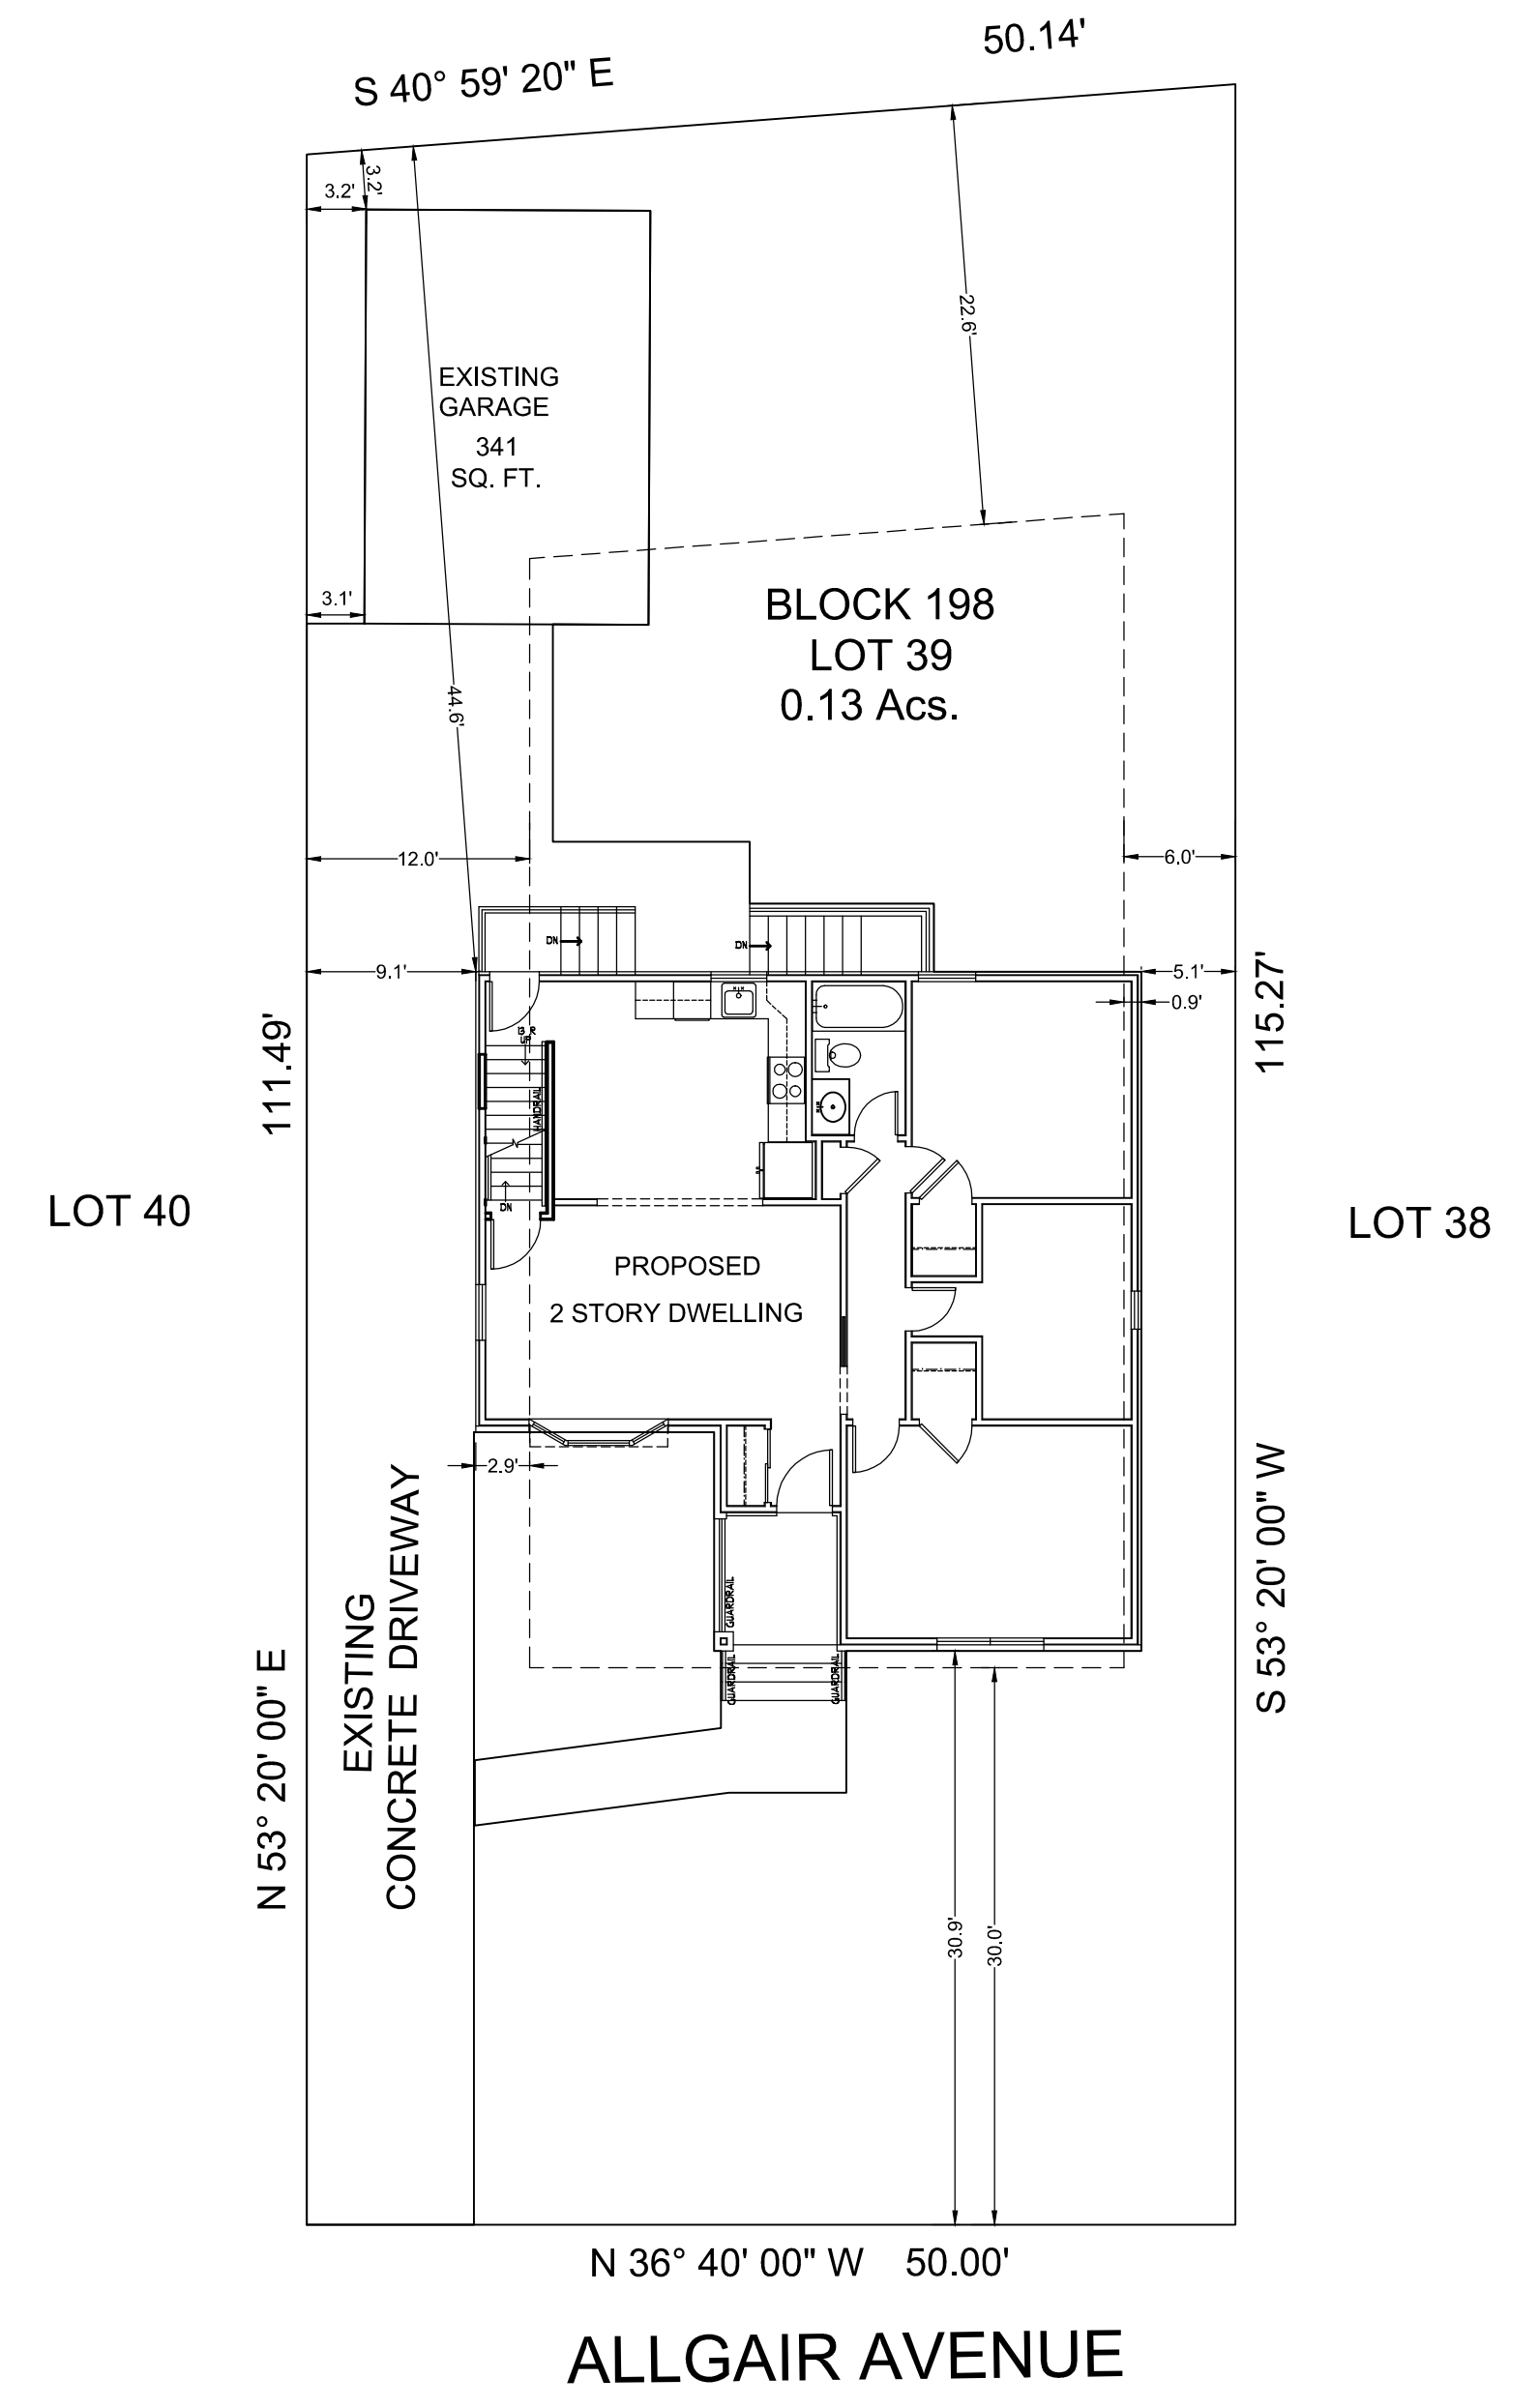 50.14'
S 40° 59' 20" E
3.2'
3.2'
22.6'
EXISTING
GARAGE
341
SQ. FT.
3.1'
BLOCK 198
LOT 39
0.13 Acs.
44.6'
12.0'
6.0'
DN
DN
9.1'
5.1'
0.9'
111.49'
115.27'
13 R
UP
HANDRAIL
DN
LOT 40
LOT 38
PROPOSED
2 STORY DWELLING
2.9'
EXISTING
CONCRETE DRIVEWAY
GUARDRAIL
GUARDRAIL
GUARDRAIL
N 53° 20' 00" E
S 53° 20' 00" W
30.9'
30.0'
N 36° 40' 00" W 50.00'
ALLGAIR AVENUE